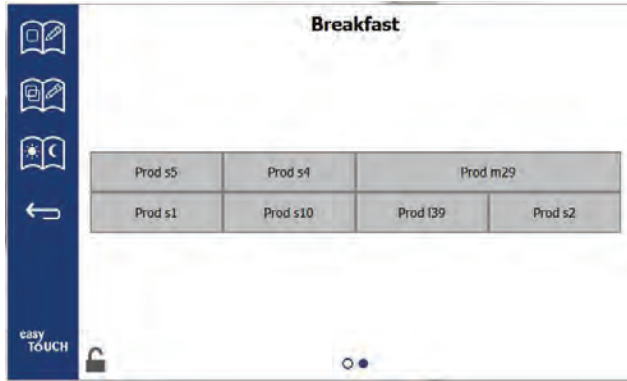 Breakfast
Prod s5 Prod s4 Prod m29
Prod s1 Prod s10 Prod l39 Prod s2
easy
TOUCH